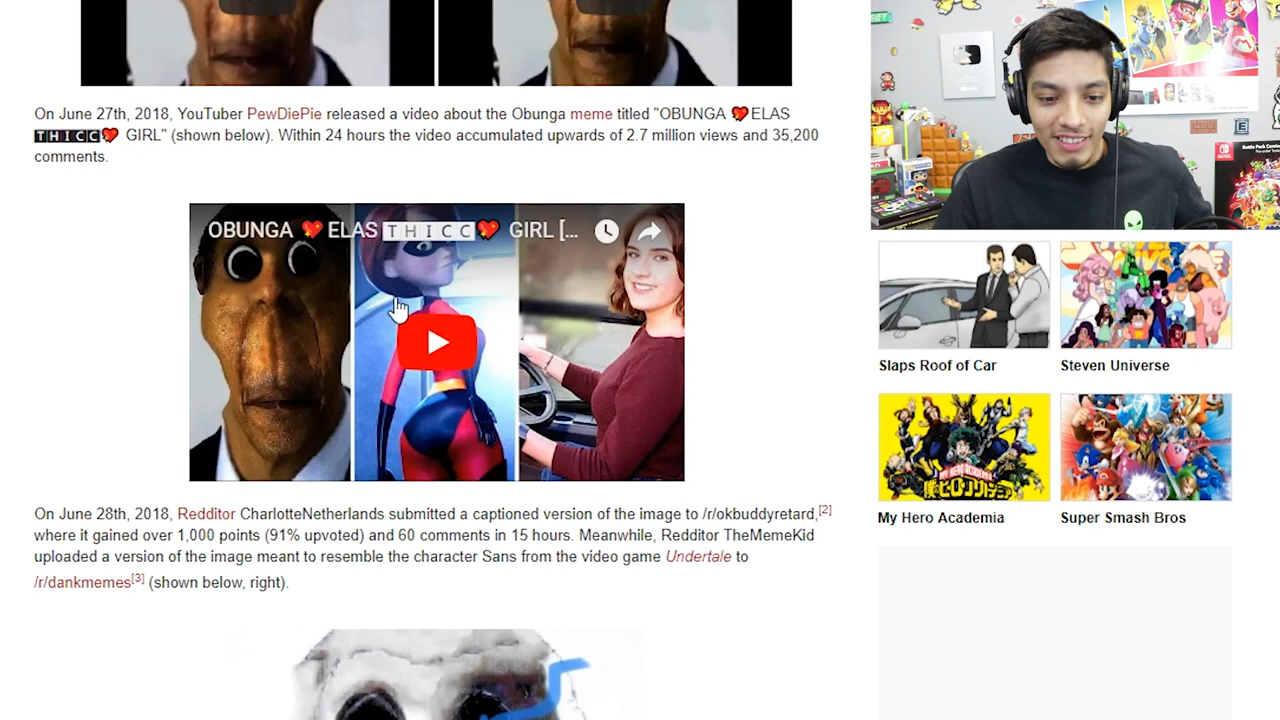 On June 27th, 2018, YouTuber PewDiePie released a video about the Obunga meme titled "OBUNGA 💖ELAS
🆃🅷🅸🅲🅲💖 GIRL" (shown below). Within 24 hours the video accumulated upwards of 2.7 million views and 35,200
comments.
OBUNGA 💖ELAS 🅃🄷🄸🄲🄲💖 GIRL [...
On June 28th, 2018, Redditor CharlotteNetherlands submitted a captioned version of the image to /r/okbuddyretard,[2]
where it gained over 1,000 points (91% upvoted) and 60 comments in 15 hours. Meanwhile, Redditor TheMemeKid
uploaded a version of the image meant to resemble the character Sans from the video game Undertale to
/r/dankmemes[3] (shown below, right).
Slaps Roof of Car
Steven Universe
MY HERO ACADEMIA
My Hero Academia
Super Smash Bros